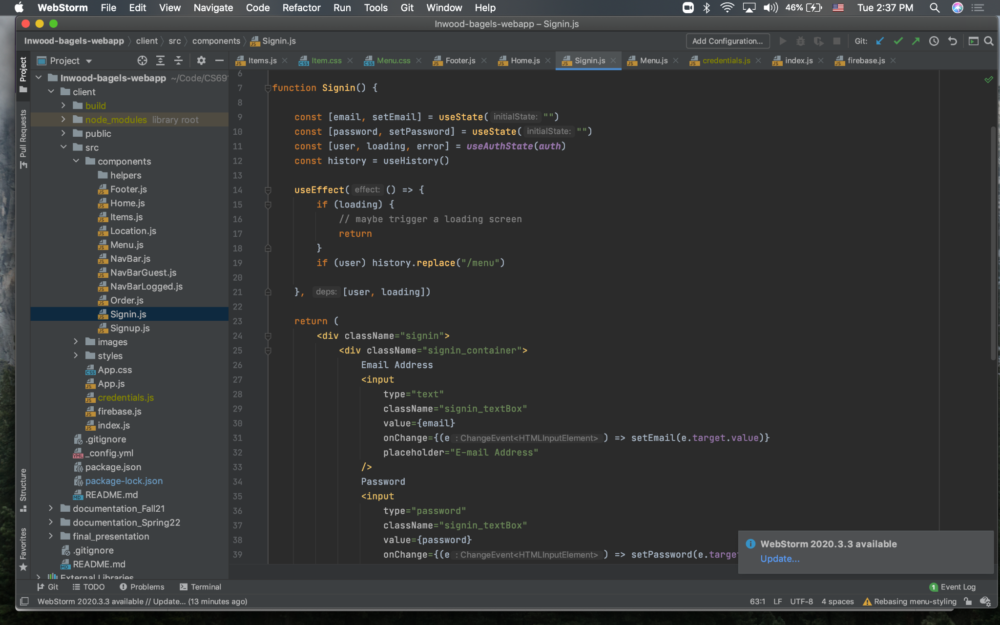 WebStorm File Edit View Navigate Code Refactor Run Tools Git Window Help 46% Tue 2:37 PM
Inwood-bagels-webapp – Signin.js
Inwood-bagels-webapp client src components Signin.js Add Configuration... Git:
Project
Items.js Item.css Menu.css Footer.js Home.js Signin.js Menu.js credentials.js index.js firebase.js
Project
Pull Requests
Structure
Favorites
Inwood-bagels-webapp ~/Code/CS691
client
build
node_modules library root
public
src
components
helpers
Footer.js
Home.js
Items.js
Location.js
Menu.js
NavBar.js
NavBarGuest.js
NavBarLogged.js
Order.js
Signin.js
Signup.js
images
styles
App.css
App.js
credentials.js
firebase.js
index.js
.gitignore
_config.yml
package.json
package-lock.json
README.md
documentation_Fall21
documentation_Spring22
final_presentation
.gitignore
README.md
External Libraries
6
7 function Signin() {
8
9 const [email, setEmail] = useState( initialState: "")
10 const [password, setPassword] = useState( initialState: "")
11 const [user, loading, error] = useAuthState(auth)
12 const history = useHistory()
13
14 useEffect( effect: () => {
15 if (loading) {
16 // maybe trigger a loading screen
17 return
18 }
19 if (user) history.replace("/menu")
20
21 }, deps: [user, loading])
22
23 return (
24 <div className="signin">
25 <div className="signin_container">
26 Email Address
27 <input
28 type="text"
29 className="signin_textBox"
30 value={email}
31 onChange={(e : ChangeEvent<HTMLInputElement> ) => setEmail(e.target.value)}
32 placeholder="E-mail Address"
33 />
34 Password
35 <input
36 type="password"
37 className="signin_textBox"
38 value={password}
39 onChange={(e : ChangeEvent<HTMLInputElement> ) => setPassword(e.target
WebStorm 2020.3.3 available
Update...
Git TODO Problems Terminal 1 Event Log
WebStorm 2020.3.3 available // Update... (13 minutes ago) 63:1 LF UTF-8 4 spaces Rebasing menu-styling